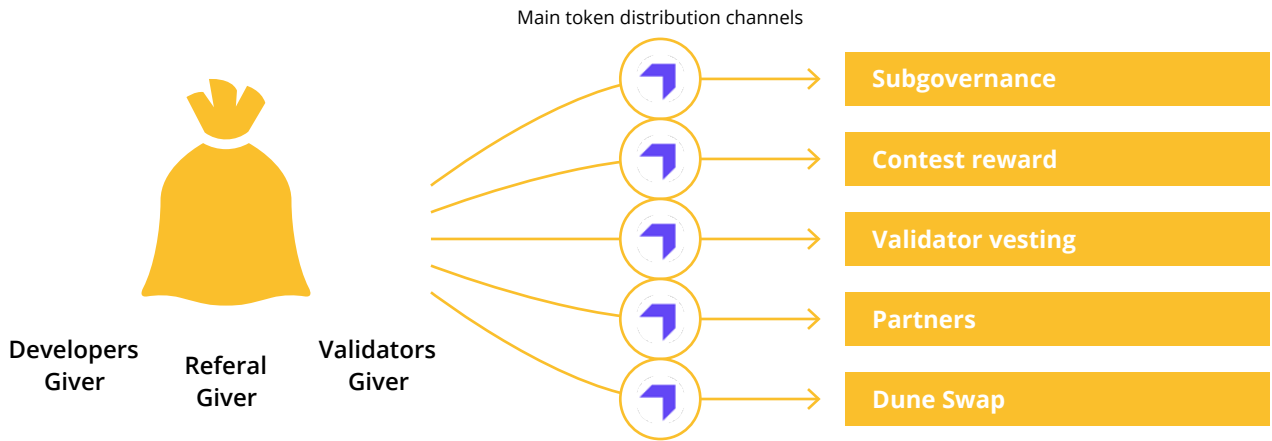 Main token distribution channels
Subgovernance
Contest reward
Validator vesting
Partners
Dune Swap
Developers
Giver
Referal
Giver
Validators
Giver